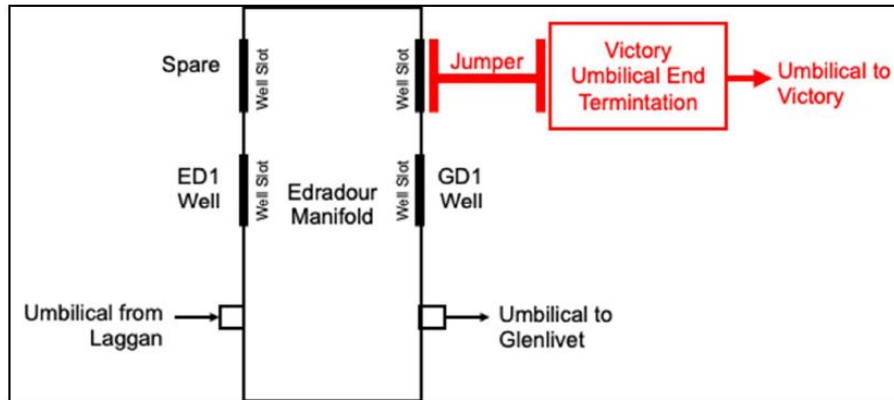 Spare
Well Slot
Well Slot
Jumper
Victory
Umbilical End
Termintation
Umbilical to
Victory
ED1
Well
Well Slot
Edradour
Manifold
Well Slot
GD1
Well
Umbilical from
Laggan
Umbilical to
Glenlivet